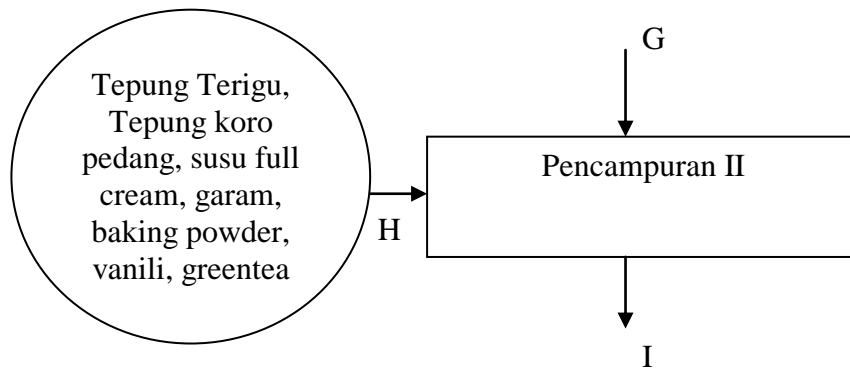 Tepung Terigu,
Tepung koro
pedang, susu full
cream, garam,
baking powder,
vanili, greentea
H
G
Pencampuran II
I